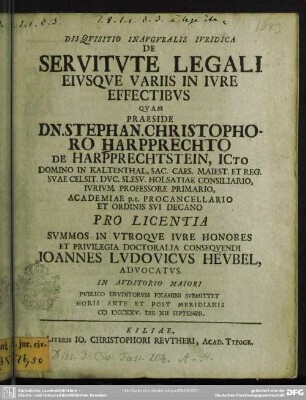 DISQVISITIO INAVGVRALIS IVRIDICA
DE
SERVITVTE LEGALI
EIVSQVE VARIIS IN IVRE
EFFECTIBVS
QVAM
PRAESIDE
DN. STEPHAN. CHRISTOPHO-
RO HARPPRECHTO
DE HARPPRECHTSTEIN, ICto
DOMINO IN KALTENTHAL, SAC. CAES. MAIEST. ET REG.
SVAE CELSIT. DVC. SLESV. HOLSATIAE CONSILIARIO,
IVRIVM PROFESSORE PRIMARIO,
ACADEMIAE p.t. PROCANCELLARIO
ET ORDINIS SVI DECANO
PRO LICENTIA
SVMMOS IN VTROQVE IVRE HONORES
ET PRIVILEGIA DOCTORALIA CONSEQVENDI
IOANNES LVDOVICVS HEVBEL,
ADVOCATVS.
IN AVDITORIO MAIORI
PVBLICO ERVDITORVM EXAMINI SVBMITTET
HORIS ANTE ET POST MERIDIANIS
DIE XII SEPTEMBR.
KILIAE,
LITERIS IO. CHRISTOPHORI REVTHERI, ACAD. TYPOGR.